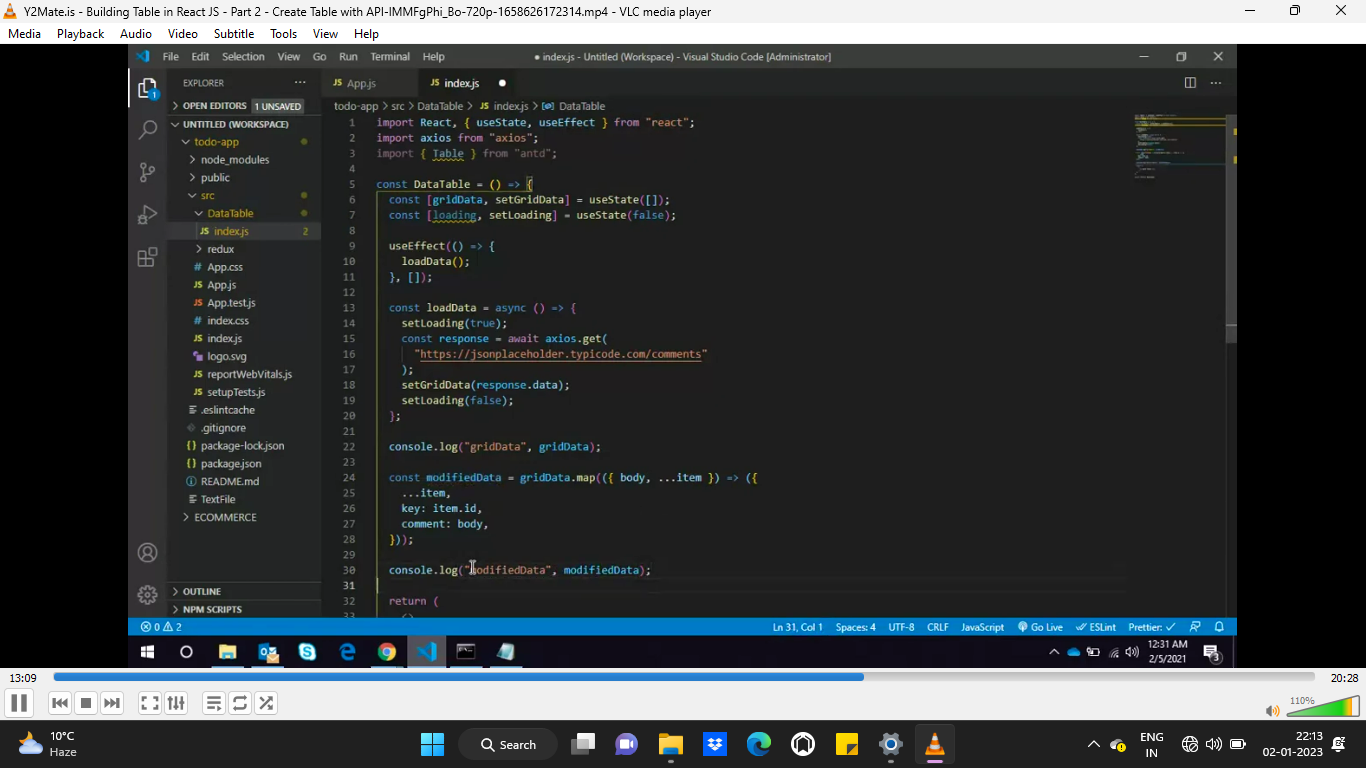 Y2Mate.is - Building Table in React JS - Part 2 - Create Table with API-IMMFgPhi_Bo-720p-1658626172314.mp4 - VLC media player
Media Playback Audio Video Subtitle Tools View Help
File Edit Selection View Go Run Terminal Help
● index.js - Untitled (Workspace) - Visual Studio Code [Administrator]
EXPLORER ···
JS App.js
JS index.js ●
OPEN EDITORS 1 UNSAVED
UNTITLED (WORKSPACE)
todo-app
node_modules
public
src
DataTable
JS index.js 2
redux
# App.css
JS App.js
JS App.test.js
# index.css
JS index.js
logo.svg
JS reportWebVitals.js
JS setupTests.js
.eslintcache
.gitignore
{} package-lock.json
{} package.json
README.md
TextFile
ECOMMERCE
OUTLINE
NPM SCRIPTS
1
todo-app > src > DataTable > JS index.js > DataTable
1 import React, { useState, useEffect } from "react";
2 import axios from "axios";
3 import { Table } from "antd";
4
5 const DataTable = () => {
6 const [gridData, setGridData] = useState([]);
7 const [loading, setLoading] = useState(false);
8
9 useEffect(() => {
10 loadData();
11 }, []);
12
13 const loadData = async () => {
14 setLoading(true);
15 const response = await axios.get(
16 "https://jsonplaceholder.typicode.com/comments"
17 );
18 setGridData(response.data);
19 setLoading(false);
20 };
21
22 console.log("gridData", gridData);
23
24 const modifiedData = gridData.map(({ body, ...item }) => ({
25 ...item,
26 key: item.id,
27 comment: body,
28 }));
29
30 console.log("modifiedData", modifiedData);
31
32 return (
33 <>
0 2
Ln 31, Col 1 Spaces: 4 UTF-8 CRLF JavaScript Go Live ESLint Prettier: ✓
12:31 AM
2/5/2021
3
13:09
20:28
110%
10°C
Haze
Search
ENG
IN
22:13
02-01-2023